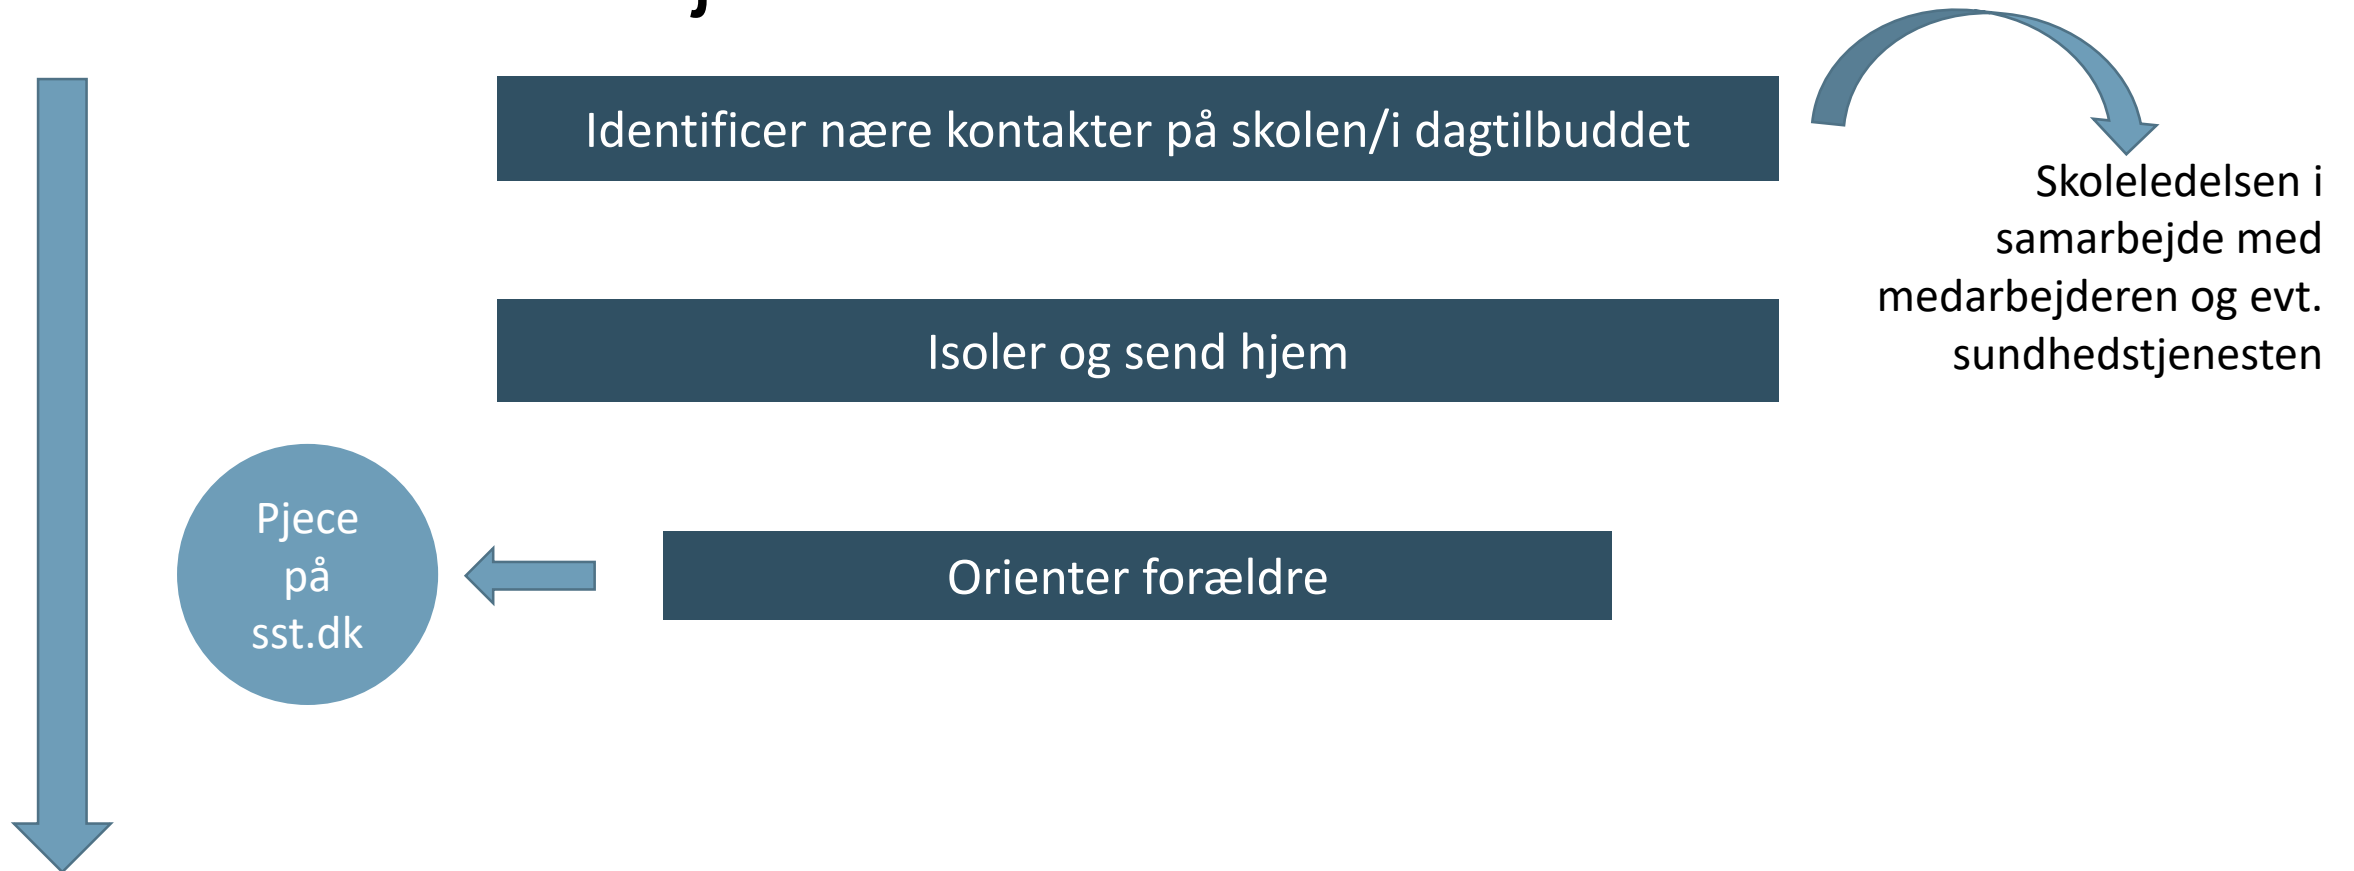 Identificer nære kontakter på skolen/i dagtilbuddet
Skoleledelsen i
samarbejde med
medarbejderen og evt.
sundhedstjenesten
Isoler og send hjem
Pjece
på
sst.dk
Orienter forældre